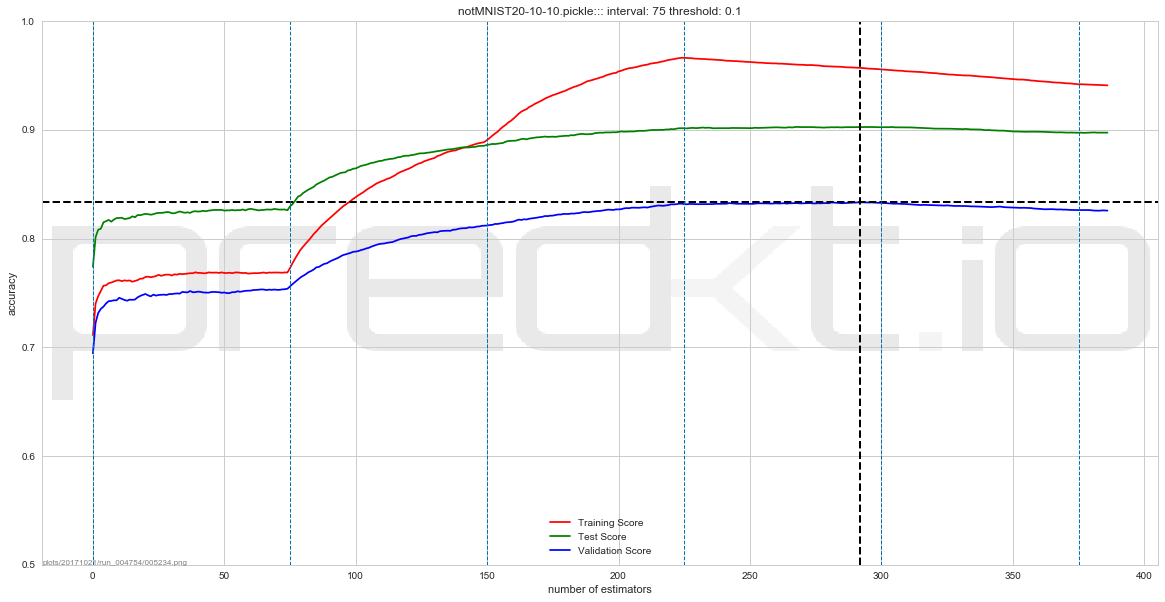 notMNIST20-10-10.pickle::: interval: 75 threshold: 0.1
1.0
0.9
0.8
0.7
0.6
0.5
accuracy
predkt.io
Training Score
Test Score
Validation Score
0 50 100 150 200 250 300 350 400
number of estimators